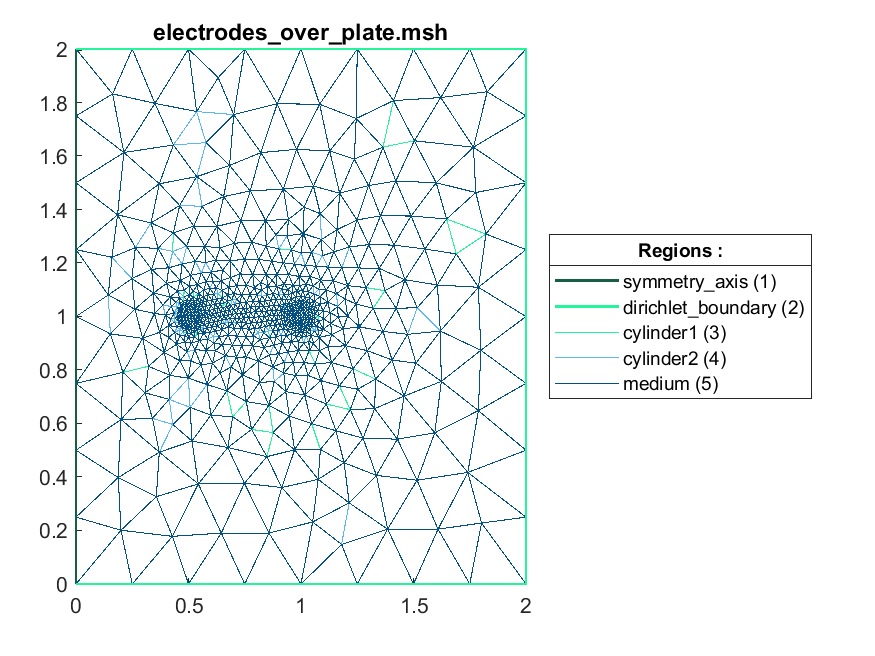 electrodes_over_plate.msh
2
1.8
1.6
1.4
1.2
1
0.8
0.6
0.4
0.2
0
0 0.5 1 1.5 2
Regions :
symmetry_axis (1)
dirichlet_boundary (2)
cylinder1 (3)
cylinder2 (4)
medium (5)